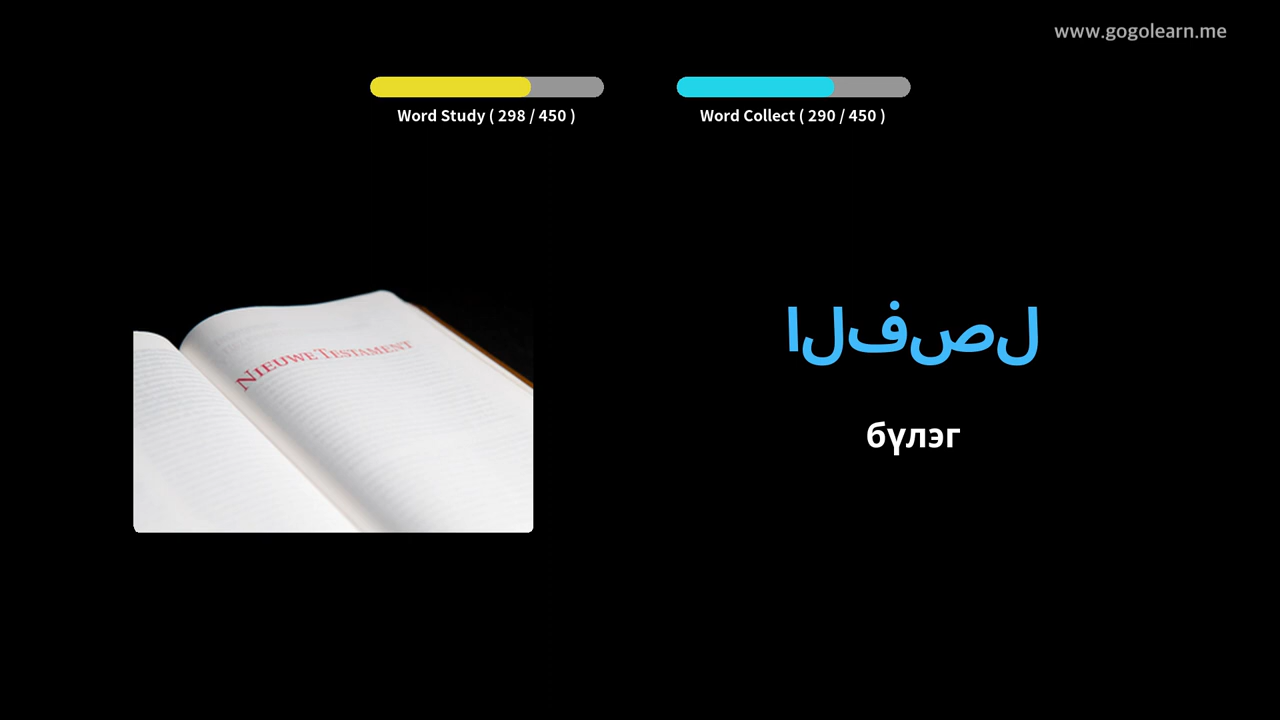 www.gogolearn.me
Word Study ( 298 / 450 )
Word Collect ( 290 / 450 )
NIEUWE TESTAMENT
الفصل
бүлэг